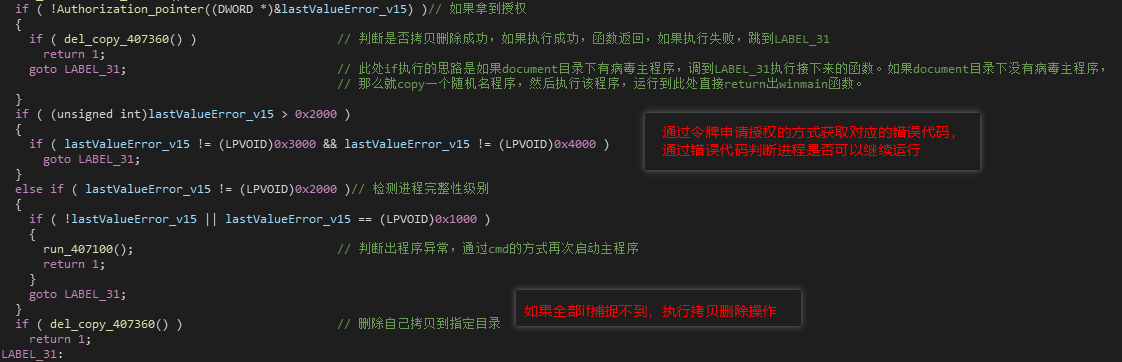 if ( !Authorization_pointer((DWORD *)&lastValueError_v15) )// 如果拿到授权
{
if ( del_copy_407360() ) // 判断是否拷贝删除成功，如果执行成功，函数返回，如果执行失败，跳到LABEL_31
return 1;
goto LABEL_31; // 此处if执行的思路是如果document目录下有病毒主程序，调到LABEL_31执行接下来的函数。如果document目录下没有病毒主程序，
// 那么就copy一个随机名程序，然后执行该程序，运行到此处直接return出winmain函数。
}
if ( (unsigned int)lastValueError_v15 > 0x2000 )
{
if ( lastValueError_v15 != (LPVOID)0x3000 && lastValueError_v15 != (LPVOID)0x4000 )
goto LABEL_31;
}
通过令牌申请授权的方式获取对应的错误代码，
通过错误代码判断进程是否可以继续运行
else if ( lastValueError_v15 != (LPVOID)0x2000 )// 检测进程完整性级别
{
if ( !lastValueError_v15 || lastValueError_v15 == (LPVOID)0x1000 )
{
run_407100(); // 判断出程序异常，通过cmd的方式再次启动主程序
return 1;
}
goto LABEL_31;
}
如果全部if捕捉不到，执行拷贝删除操作
if ( del_copy_407360() ) // 删除自己拷贝到指定目录
return 1;
LABEL_31: